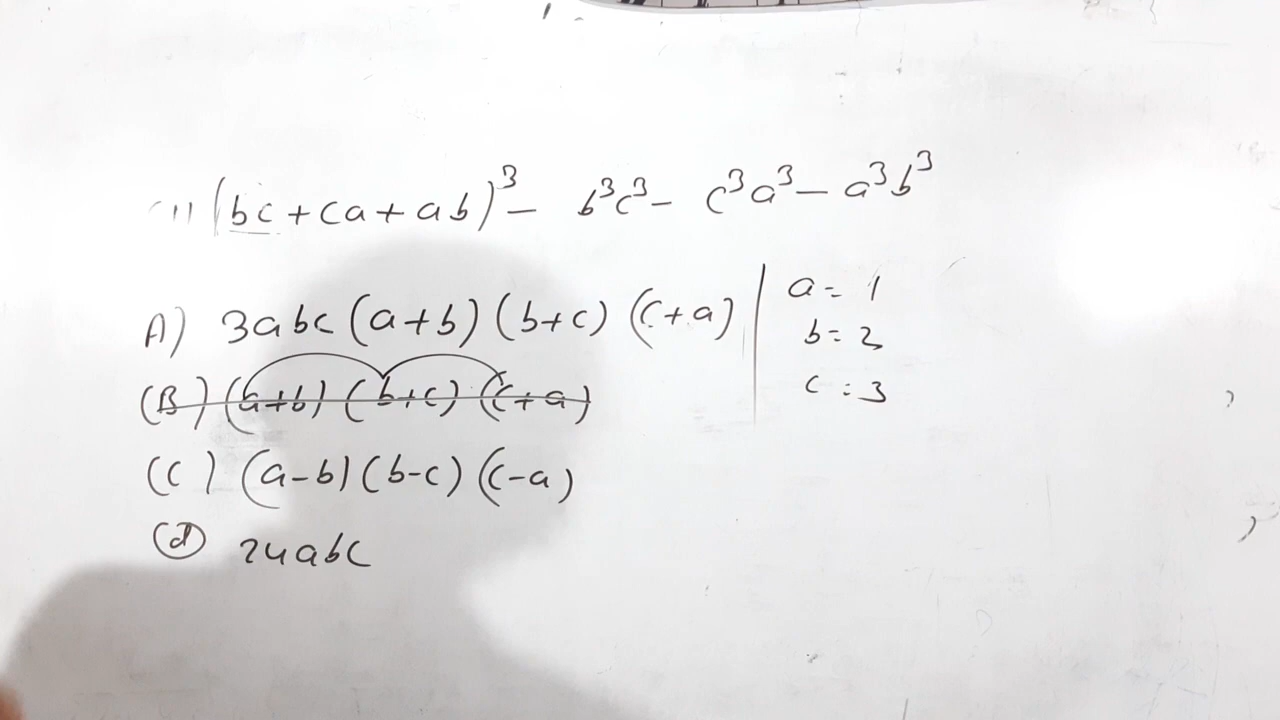 (bc + ca + ab)³ - b³c³ - c³a³ - a³b³
A) 3abc (a+b) (b+c) (c+a)
(B) (a+b) (b+c) (c+a)
(C) (a-b) (b-c) (c-a)
(d) 24abc
a = 1
b = 2
c = 3